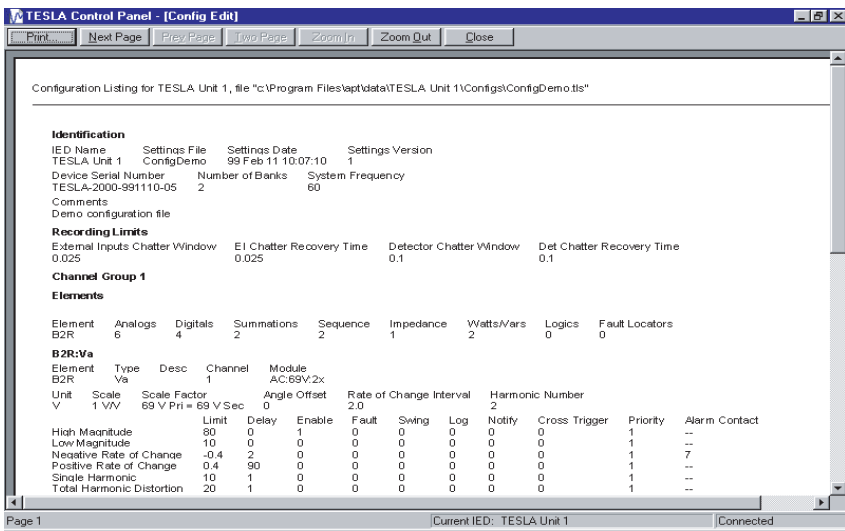 TESLA Control Panel - [Config Edit]
Print... Next Page Prev Page Two Page Zoom In Zoom Out Close
Configuration Listing for TESLA Unit 1, file "c:\Program Files\apt\data\TESLA Unit 1\Configs\ConfigDemo.tls"
Identification
IED Name Settings File Settings Date Settings Version
TESLA Unit 1 ConfigDemo 99 Feb 11 10:07:10 1
Device Serial Number Number of Banks System Frequency
TESLA-2000-991110-05 2 60
Comments
Demo configuration file
Recording Limits
External Inputs Chatter Window EI Chatter Recovery Time Detector Chatter Window Det Chatter Recovery Time
0.025 0.025 0.1 0.1
Channel Group 1
Elements
Element Analogs Digitals Summations Sequence Impedance Watts/Vars Logics Fault Locators
B2R 6 4 2 2 1 2 0 0
B2R:Va
Element Type Desc Channel Module
B2R Va 1 AC:69V:2x
Unit Scale Scale Factor Angle Offset Rate of Change Interval Harmonic Number
V 1 V/V 69 V Pri = 69 V Sec 0 2.0 2
Limit Delay Enable Fault Swing Log Notify Cross Trigger Priority Alarm Contact
High Magnitude 80 0 1 0 0 0 0 0 1 --
Low Magnitude 10 0 0 0 0 0 0 0 1 --
Negative Rate of Change -0.4 2 0 0 0 0 0 0 1 7
Positive Rate of Change 0.4 90 0 0 0 0 0 0 1 --
Single Harmonic 10 1 0 0 0 0 0 0 1 --
Total Harmonic Distortion 20 1 0 0 0 0 0 0 1 --
Page 1 Current IED: TESLA Unit 1 Connected